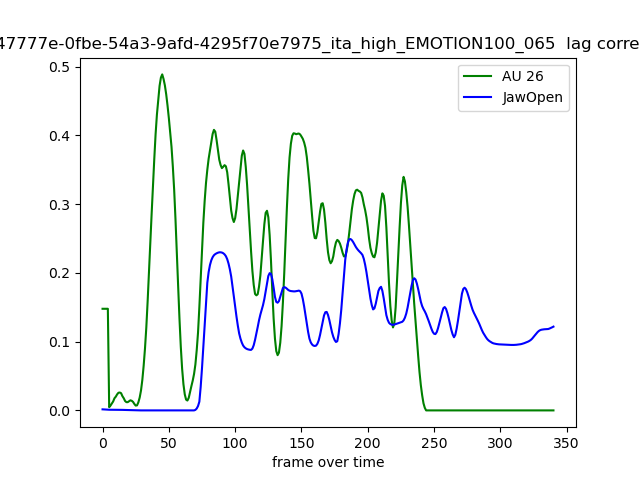 47777e-0fbe-54a3-9afd-4295f70e7975_ita_high_EMOTION100_065 lag corre
AU 26
JawOpen
0.5
0.4
0.3
0.2
0.1
0.0
0 50 100 150 200 250 300 350
frame over time